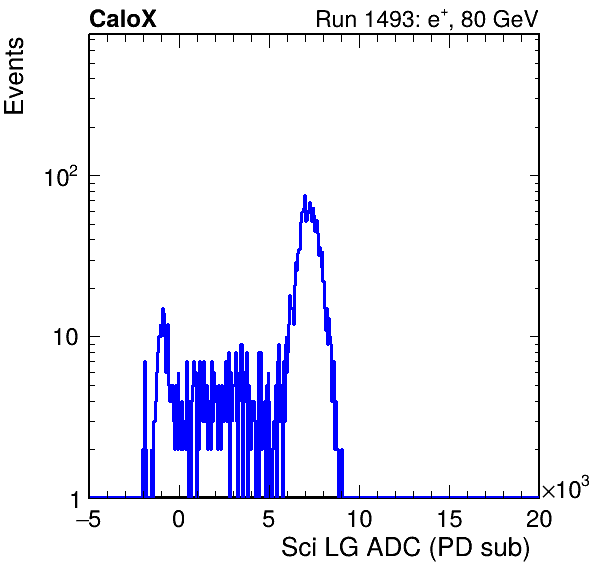 CaloX Run 1493: e⁺, 80 GeV
Events
10²
10
1
−5 0 5 10 15 20 ×10³
Sci LG ADC (PD sub)